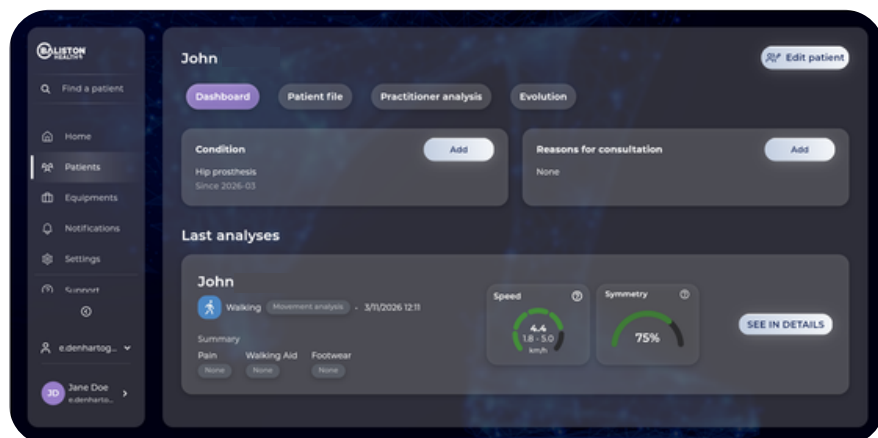 BALISTON
HEALTH
Find a patient
Home
Patients
Equipments
Notifications
Settings
Support
e.denhartog... 
JD
Jane Doe
e.denharto...
John
Edit patient
Dashboard
Patient file
Practitioner analysis
Evolution
Condition
Add
Hip prosthesis
Since 2026-03
Reasons for consultation
Add
None
Last analyses
John
Walking Movement analysis - 3/11/2026 12:11
Summary
Pain Walking Aid Footwear
None None None
Speed
4.4
1.8 - 5.0
km/h
Symmetry
75%
SEE IN DETAILS